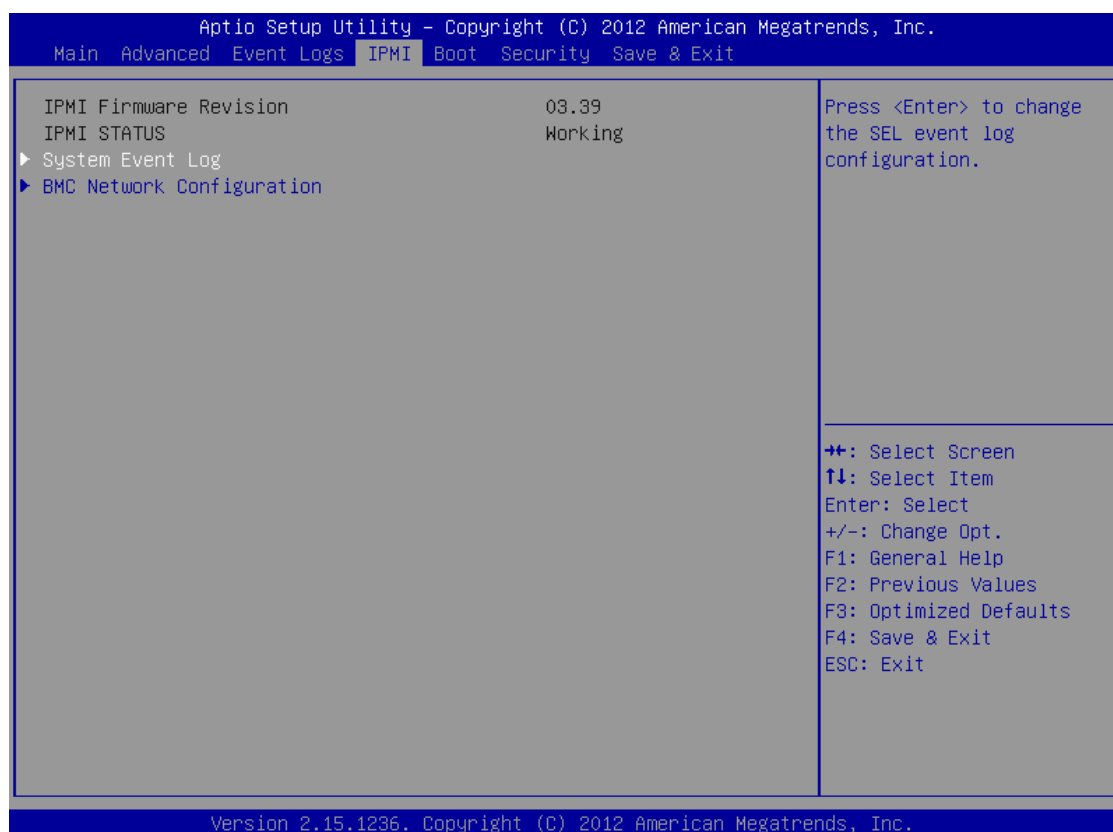 Aptio Setup Utility – Copyright (C) 2012 American Megatrends, Inc.
Main Advanced Event Logs IPMI Boot Security Save & Exit
IPMI Firmware Revision 03.39
IPMI STATUS Working
System Event Log
BMC Network Configuration
Press <Enter> to change
the SEL event log
configuration.
→←: Select Screen
↑↓: Select Item
Enter: Select
+/-: Change Opt.
F1: General Help
F2: Previous Values
F3: Optimized Defaults
F4: Save & Exit
ESC: Exit
Version 2.15.1236. Copyright (C) 2012 American Megatrends, Inc.